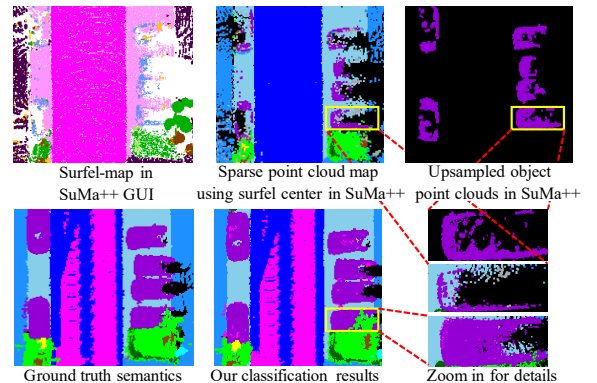 Surfel-map in
SuMa++ GUI
Sparse point cloud map
using surfel center in SuMa++
Upsampled object
point clouds in SuMa++
Ground truth semantics
Our classification results
Zoom in for details